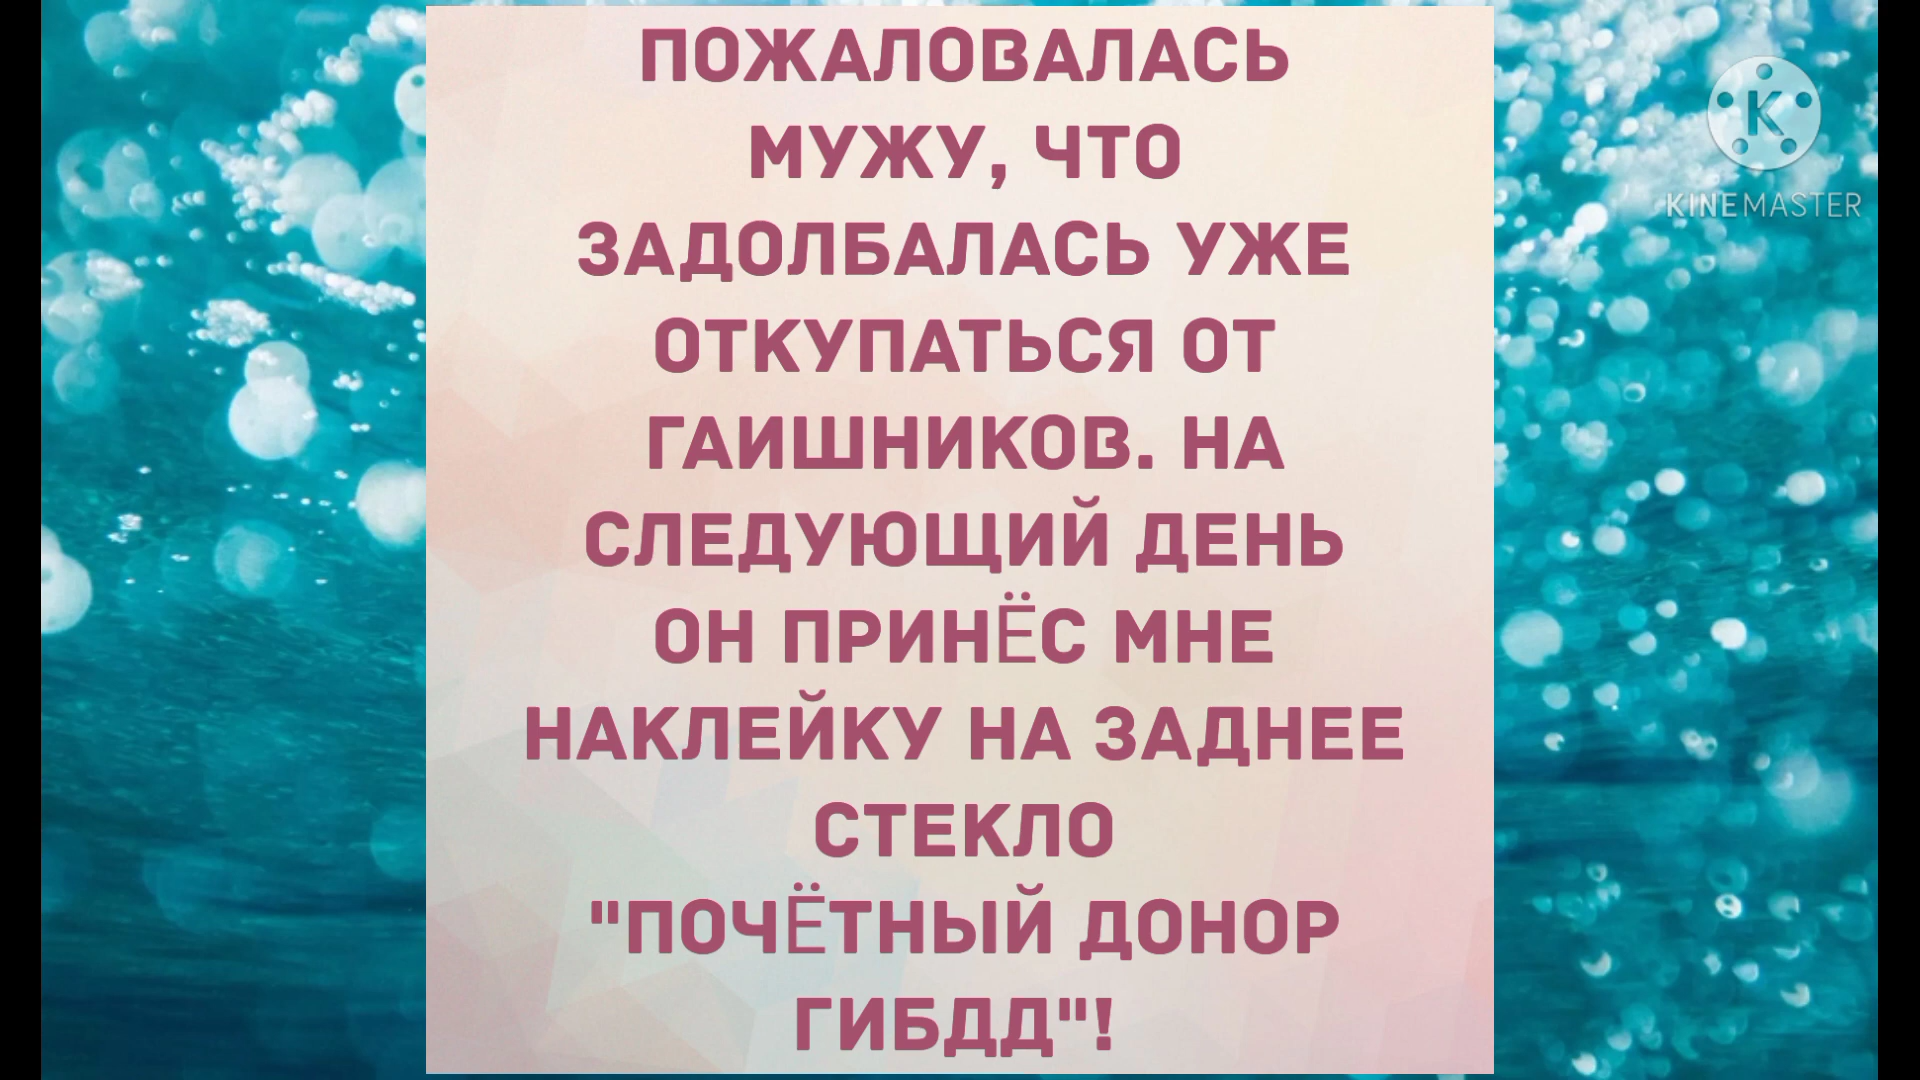 ПОЖАЛОВАЛАСЬ
МУЖУ, ЧТО
ЗАДОЛБАЛАСЬ УЖЕ
ОТКУПАТЬСЯ ОТ
ГАИШНИКОВ. НА
СЛЕДУЮЩИЙ ДЕНЬ
ОН ПРИНЁС МНЕ
НАКЛЕЙКУ НА ЗАДНЕЕ
СТЕКЛО
"ПОЧЁТНЫЙ ДОНОР
ГИБДД"!
K
KINEMASTER